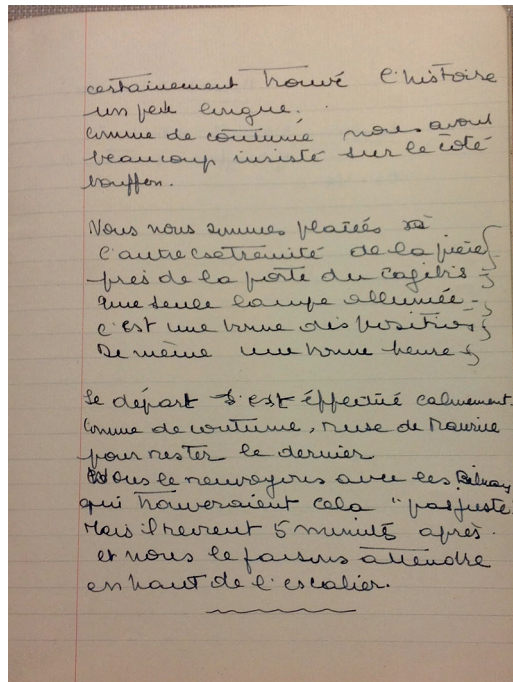 certainement trouvé l'histoire
un peu longue.
Comme de coutume nous avons
beaucoup insisté sur le côté
bouffon.
Nous nous sommes placés à
l'autre extrémité de la pièce
près de la porte du cagibis
Une seule lampe allumée
C'est une bonne disposition
De même une bonne heure
Le départ s'est effectué calmement.
Comme de coutume, ruse de Maurice
pour rester le dernier
Nous le renvoyons avec les
qui trouveraient cela "pas juste
Mais il revient 5 minutes après.
et nous le faisons attendre
en haut de l'escalier.